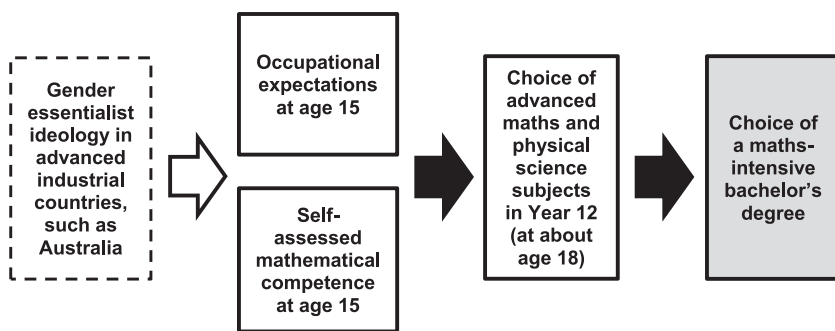 Gender
essentialist
ideology in
advanced
industrial
countries,
such as
Australia
Occupational
expectations
at age 15
Self-
assessed
mathematical
competence
at age 15
Choice of
advanced
maths and
physical
science
subjects
in Year 12
(at about
age 18)
Choice of
a maths-
intensive
bachelor's
degree